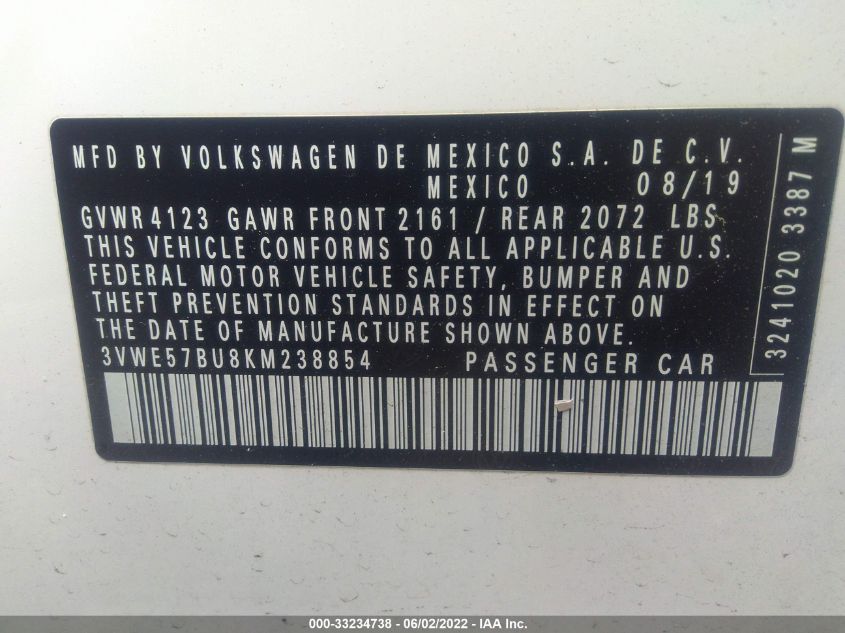 MFD BY VOLKSWAGEN DE MEXICO S.A. DE C.V.
MEXICO 08/19
GVWR 4123 GAWR FRONT 2161 / REAR 2072 LBS
THIS VEHICLE CONFORMS TO ALL APPLICABLE U.S.
FEDERAL MOTOR VEHICLE SAFETY, BUMPER AND
THEFT PREVENTION STANDARDS IN EFFECT ON
THE DATE OF MANUFACTURE SHOWN ABOVE.
3VWE57BU8KM238854 PASSENGER CAR
3241020 3387 M
000-33234738 - 06/02/2022 - IAA Inc.